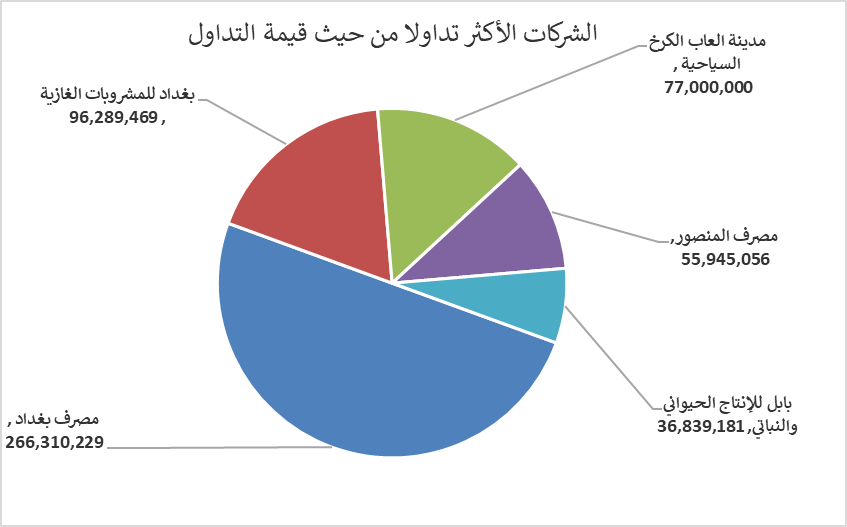 الشركات الأكثر تداولا من حيث قيمة التداول
مدينة العاب الكرخ
السياحية ,
77,000,000
بغداد للمشروبات الغازية
, 96,289,469
مصرف المنصور,
55,945,056
بابل للإنتاج الحيواني
والنباتي, 36,839,181
مصرف بغداد ,
266,310,229